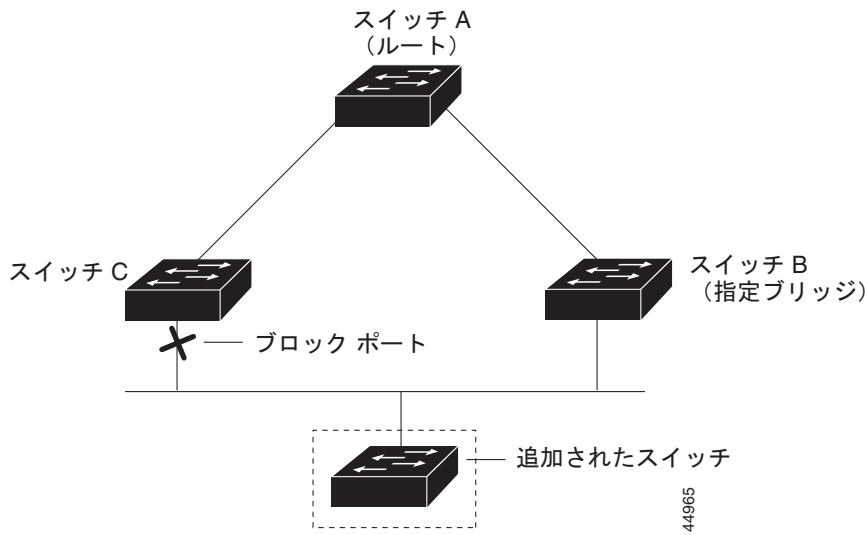 スイッチ A
（ルート）
スイッチ C
スイッチ B
（指定ブリッジ）
ブロック ポート
追加されたスイッチ
44965